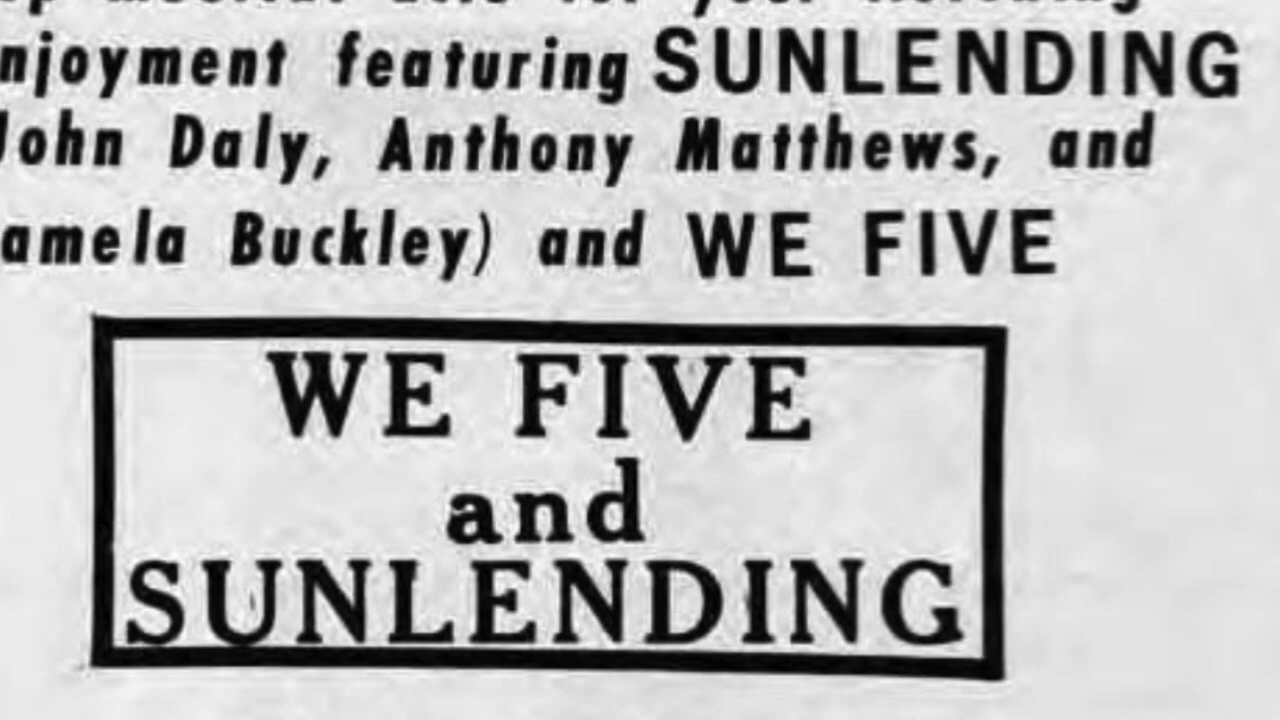 njoyment featuring SUNLENDING
John Daly, Anthony Matthews, and
amela Buckley) and WE FIVE
WE FIVE
and
SUNLENDING